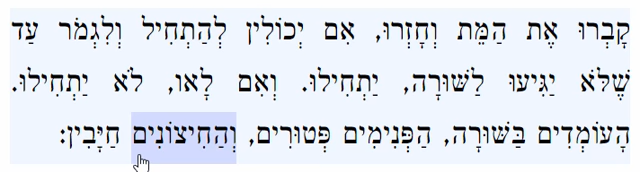 קָבְרוּ אֶת הַמֵּת וְחָזְרוּ, אִם יְכוֹלִין לְהַתְחִיל וְלִגְמֹר עַד
שֶׁלֹּא יַגִּיעוּ לַשּׁוּרָה, יַתְחִילוּ. וְאִם לָאו, לֹא יַתְחִילוּ.
הָעוֹמְדִים בַּשּׁוּרָה, הַפְּנִימִים פְּטוּרִים, וְהַחִיצוֹנִים חַיָּבִין: